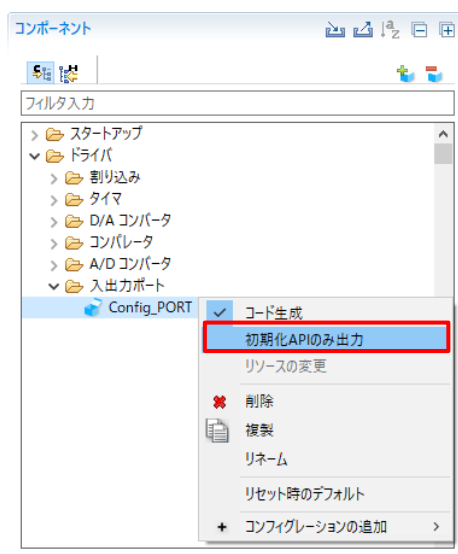 コンポーネント
フィルタ入力
スタートアップ
ドライバ
割り込み
タイマ
D/A コンバータ
コンパレータ
A/D コンバータ
入出力ポート
Config_PORT
コード生成
初期化APIのみ出力
リソースの変更
削除
複製
リネーム
リセット時のデフォルト
コンフィグレーションの追加